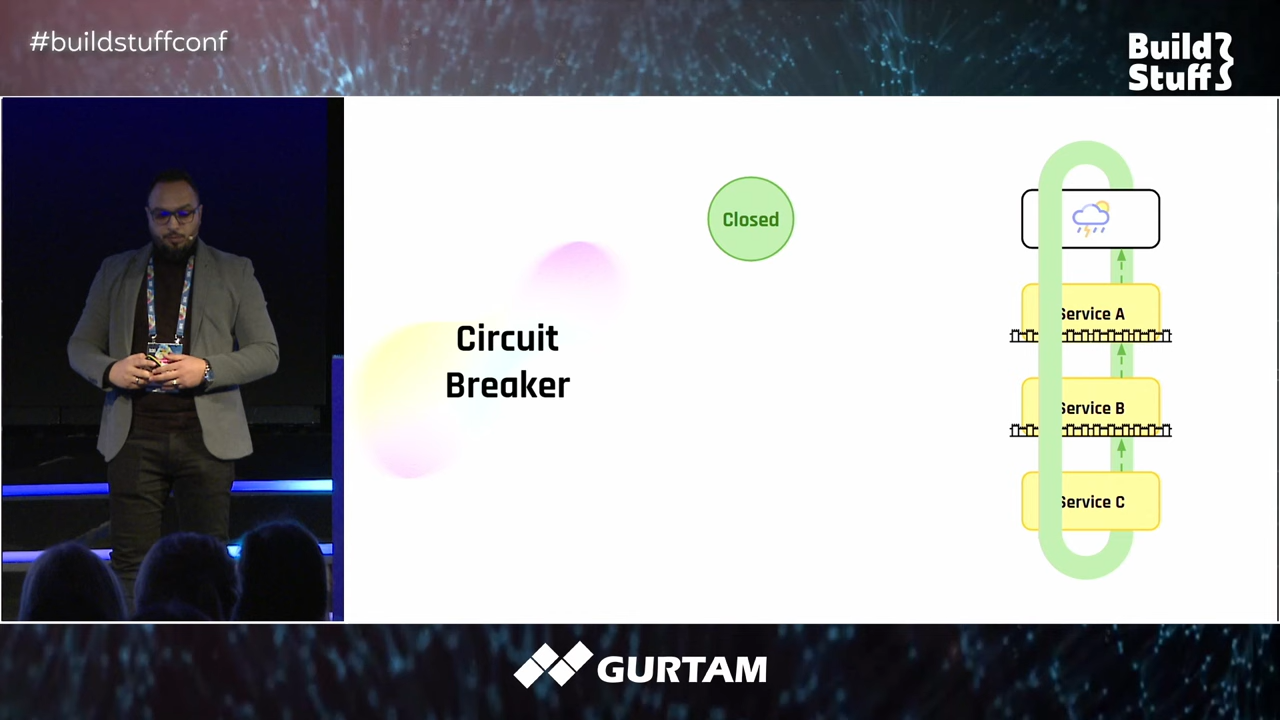 #buildstuffconf
Build
Stuff
Closed
Circuit
Breaker
Service A
Service B
Service C
GURTAM